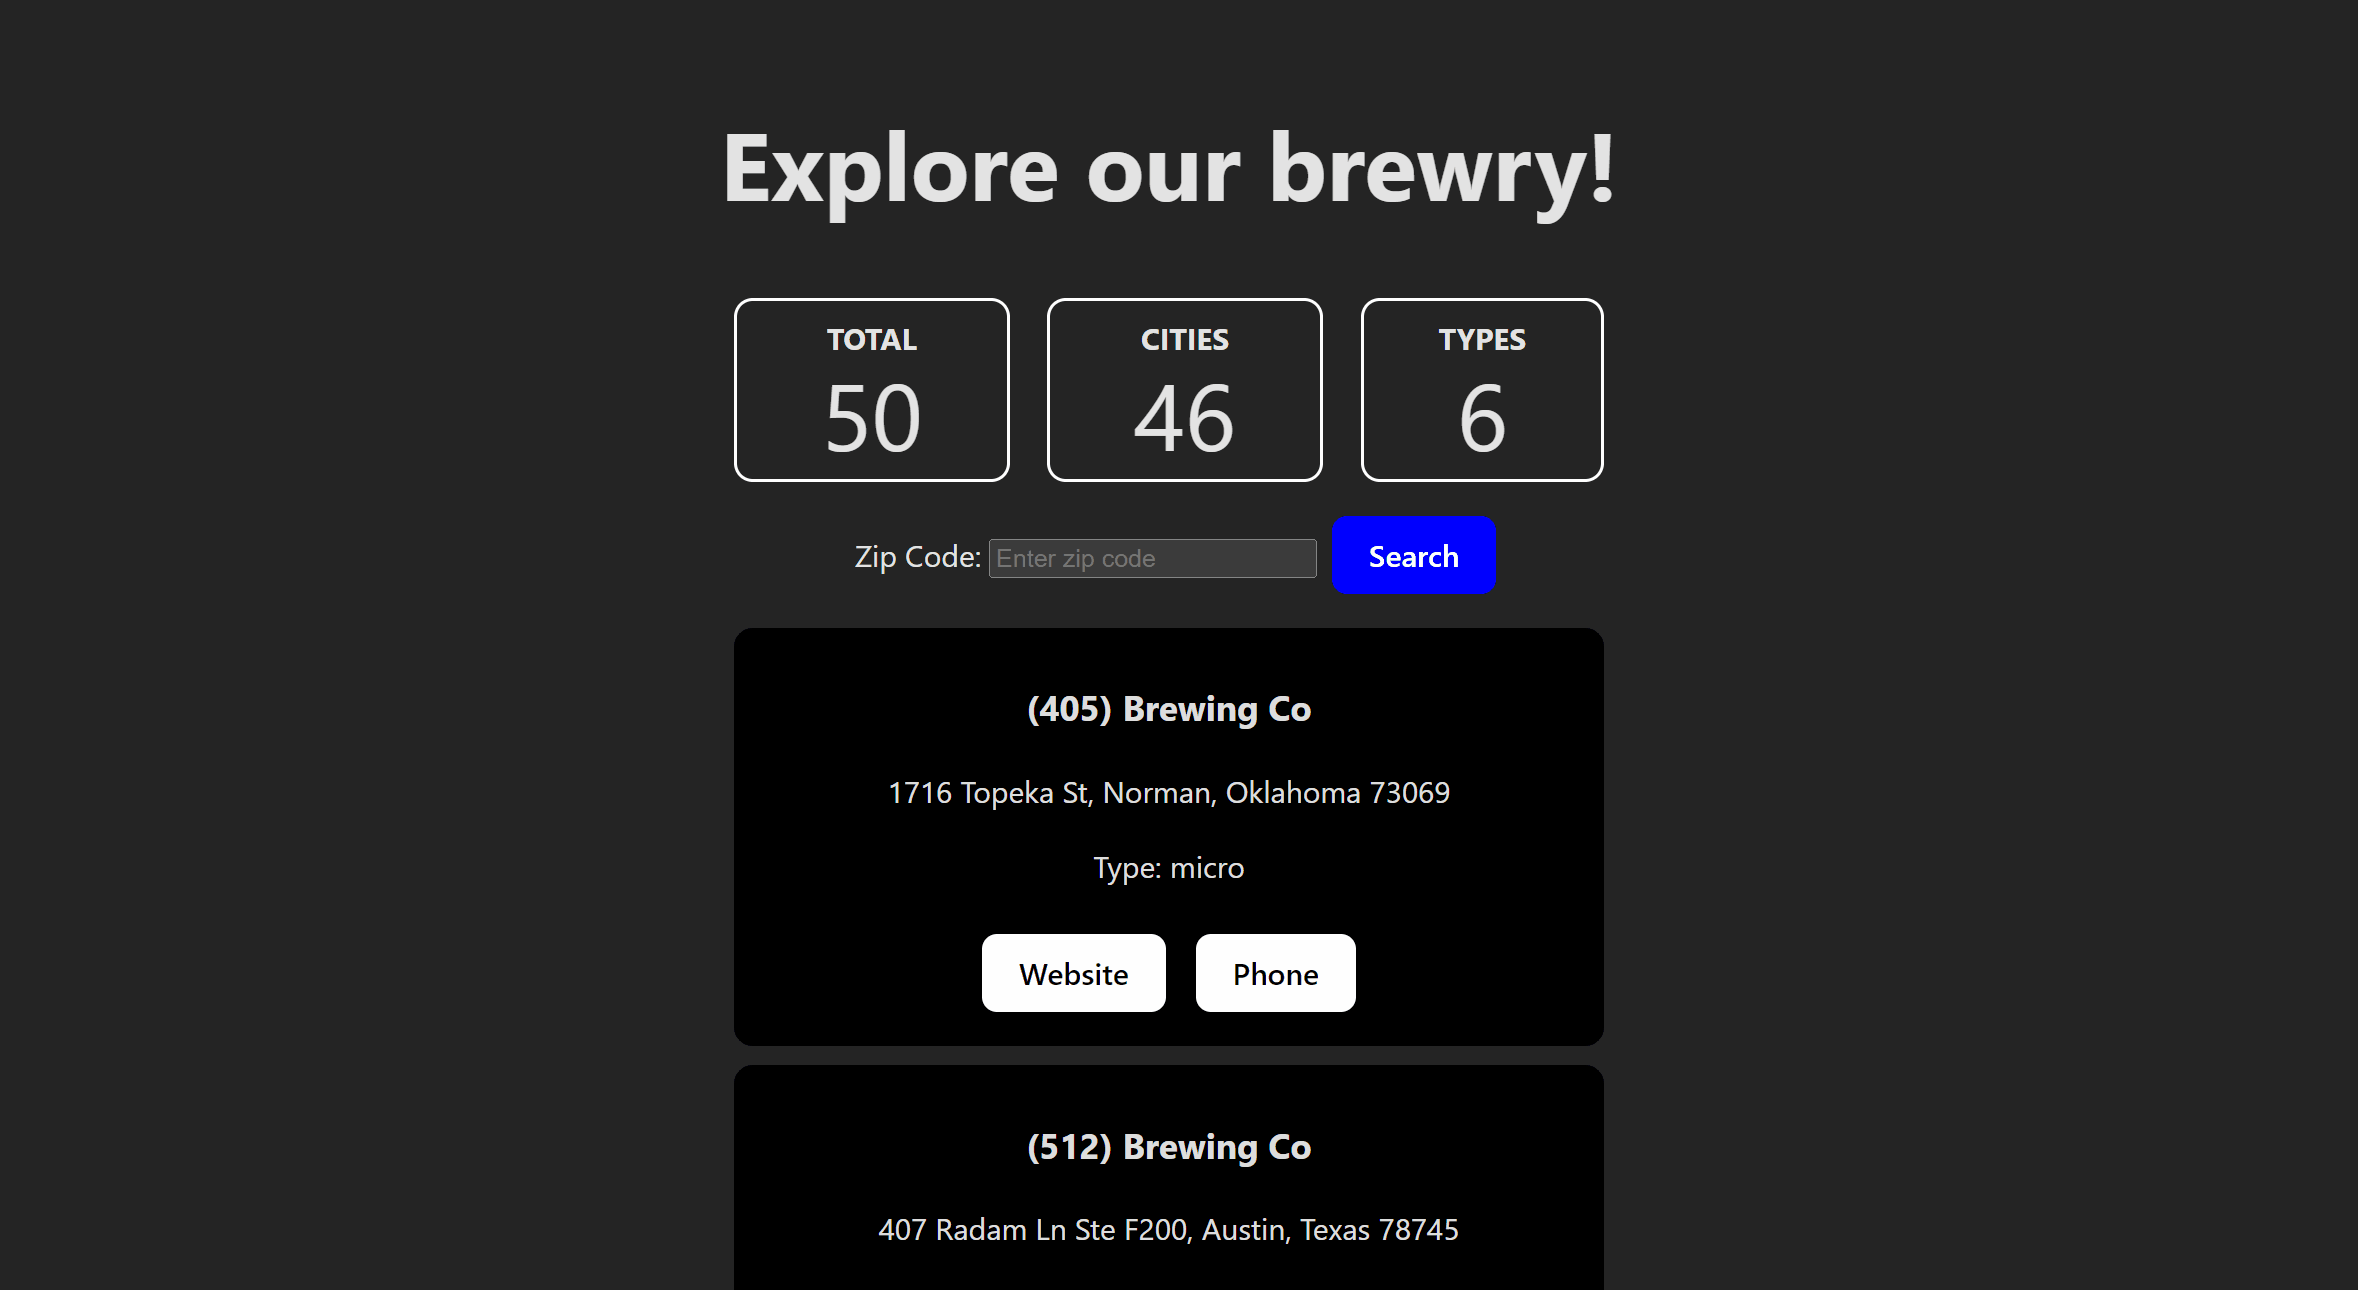 Explore our brewry!
TOTAL CITIES TYPES
50 46 6
Zip Code: Enter zip code Search
(405) Brewing Co
1716 Topeka St, Norman, Oklahoma 73069
Type: micro
Website Phone
(512) Brewing Co
407 Radam Ln Ste F200, Austin, Texas 78745